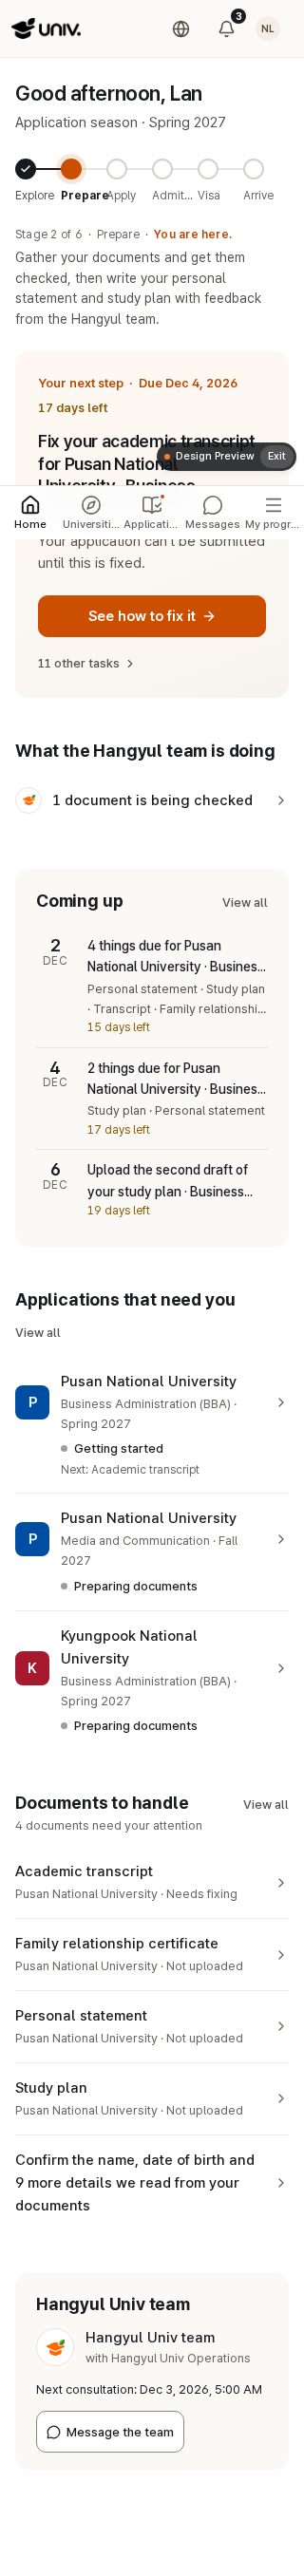 UNIV.
3
NL
Good afternoon, Lan
Application season · Spring 2027
Explore
Prepare
Apply
Admit...
Visa
Arrive
Stage 2 of 6 · Prepare · You are here.
Gather your documents and get them
checked, then write your personal
statement and study plan with feedback
from the Hangyul team.
Your next step · Due Dec 4, 2026
17 days left
Fix your academic transcript
for Pusan National
Design Preview
Exit
University · Business
Home
Universiti...
Applicati...
Messages
My progr...
Your application can't be submitted
until this is fixed.
See how to fix it →
11 other tasks
What the Hangyul team is doing
1 document is being checked
Coming up
View all
2
DEC
4 things due for Pusan
National University · Busines...
Personal statement · Study plan
· Transcript · Family relationshi...
15 days left
4
DEC
2 things due for Pusan
National University · Busines...
Study plan · Personal statement
17 days left
6
DEC
Upload the second draft of
your study plan · Business...
19 days left
Applications that need you
View all
P
Pusan National University
Business Administration (BBA) ·
Spring 2027
Getting started
Next: Academic transcript
P
Pusan National University
Media and Communication · Fall
2027
Preparing documents
K
Kyungpook National
University
Business Administration (BBA) ·
Spring 2027
Preparing documents
Documents to handle
View all
4 documents need your attention
Academic transcript
Pusan National University · Needs fixing
Family relationship certificate
Pusan National University · Not uploaded
Personal statement
Pusan National University · Not uploaded
Study plan
Pusan National University · Not uploaded
Confirm the name, date of birth and
9 more details we read from your
documents
Hangyul Univ team
Hangyul Univ team
with Hangyul Univ Operations
Next consultation: Dec 3, 2026, 5:00 AM
Message the team